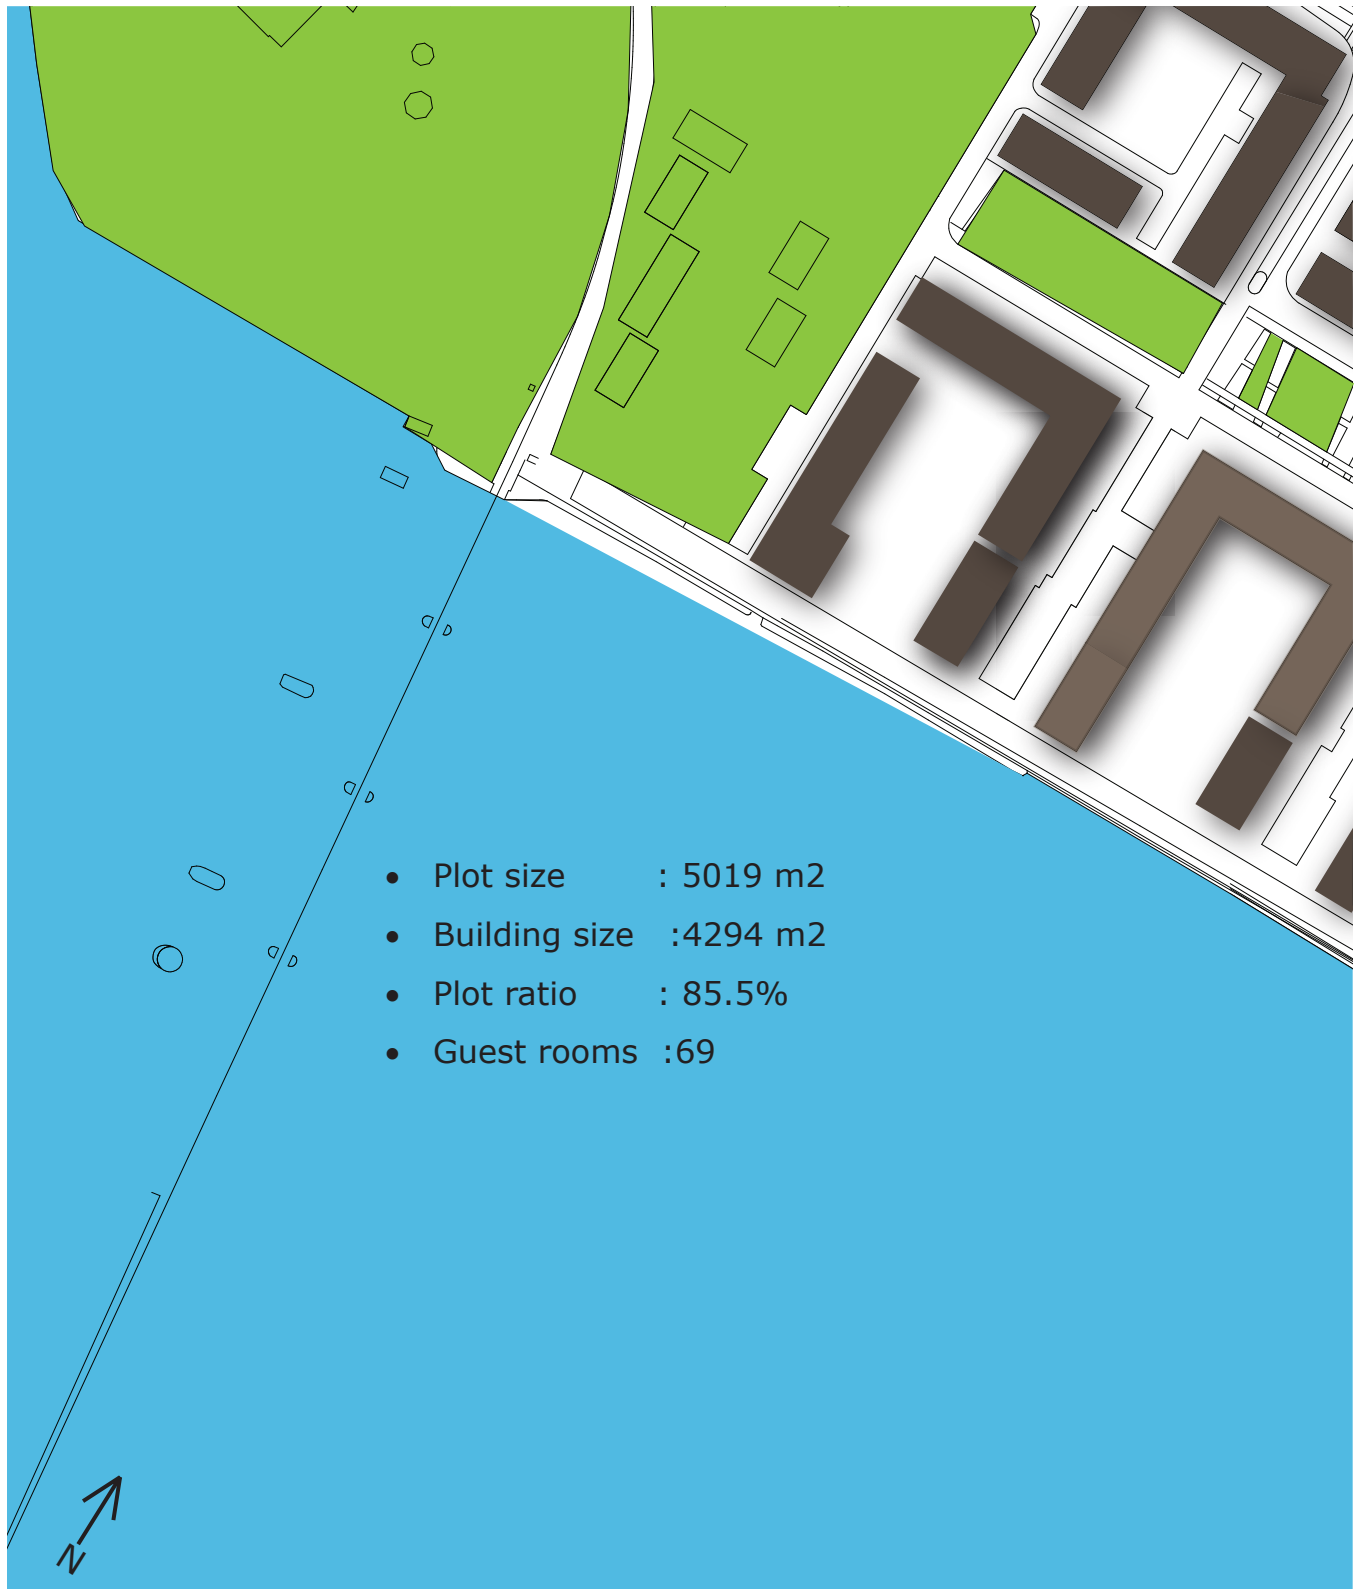 • Plot size : 5019 m2
• Building size :4294 m2
• Plot ratio : 85.5%
• Guest rooms :69
N